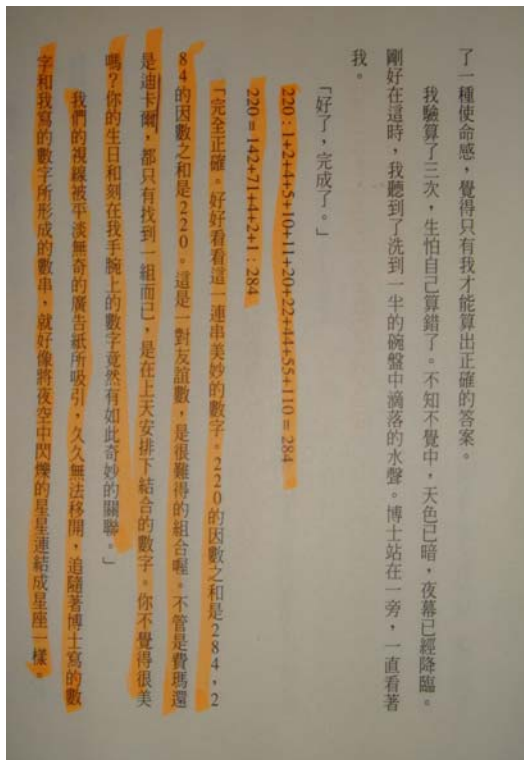 了一種使命感，覺得只有我才能算出正確的答案。
我驗算了三次，生怕自己算錯了。不知不覺中，天色已暗，夜幕已經降臨。
剛好在這時，我聽到了洗到一半的碗盤中滴落的水聲。博士站在一旁，一直看著
我。
「好了，完成了。」
220：1+2+4+5+10+11+20+22+44+55+110＝284
220＝142+71+4+2+1：284
「完全正確。好好看看這一連串美妙的數字。220的因數之和是284，2
84的因數之和是220。這是一對友誼數，是很難得的組合喔。不管是費瑪還
是迪卡爾，都只有找到一組而已，是在上天安排下結合的數字。你不覺得很美
嗎？你的生日和刻在我手腕上的數字竟然有如此奇妙的關聯。」
我們的視線被平淡無奇的廣告紙所吸引，久久無法移開，追隨著博士寫的數
字和我寫的數字所形成的數串，就好像將夜空中閃爍的星星連結成星座一樣。